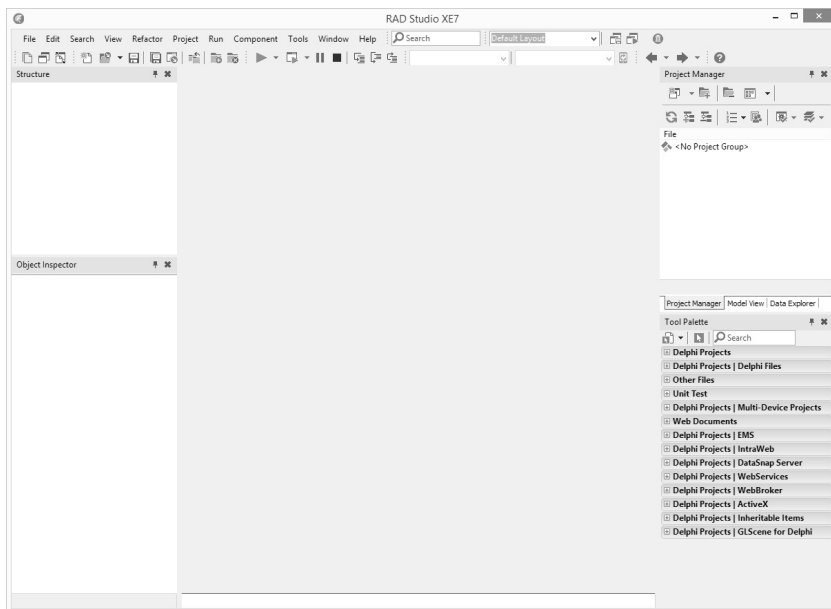 RAD Studio XE7
File Edit Search View Refactor Project Run Component Tools Window Help Search Default Layout
Structure
Project Manager
File
<No Project Group>
Object Inspector
Project Manager Model View Data Explorer
Tool Palette
Search
Delphi Projects
Delphi Projects | Delphi Files
Other Files
Unit Test
Delphi Projects | Multi-Device Projects
Web Documents
Delphi Projects | EMS
Delphi Projects | IntraWeb
Delphi Projects | DataSnap Server
Delphi Projects | WebServices
Delphi Projects | WebBroker
Delphi Projects | ActiveX
Delphi Projects | Inheritable Items
Delphi Projects | GLScene for Delphi